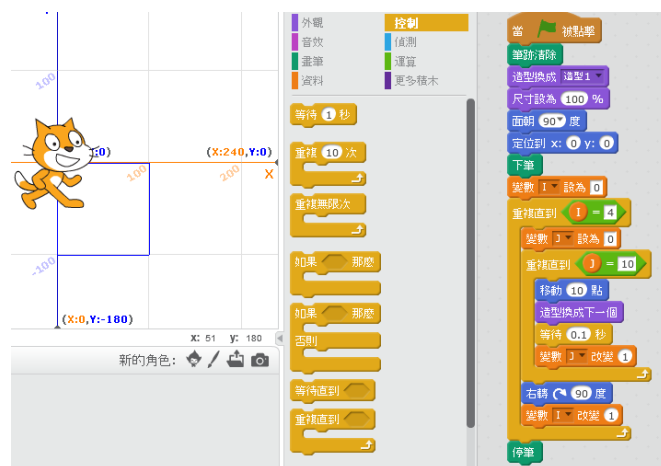 100
(X:240,Y:0)
100
200
X
-100
(X:0,Y:-180)
X: 51 y: 180
新的角色:
外觀
控制
音效
偵測
畫筆
運算
資料
更多積木
等待 1 秒
重複 10 次
重複無限次
如果 那麼
如果 那麼
否則
等待直到
重複直到
當 被點擊
筆跡清除
造型換成 造型1
尺寸設為 100 %
面朝 90 度
定位到 x: 0 y: 0
下筆
變數 I 設為 0
重複直到 I = 4
變數 J 設為 0
重複直到 J = 10
移動 10 點
造型換成下一個
等待 0.1 秒
變數 J 改變 1
右轉 90 度
變數 I 改變 1
停筆